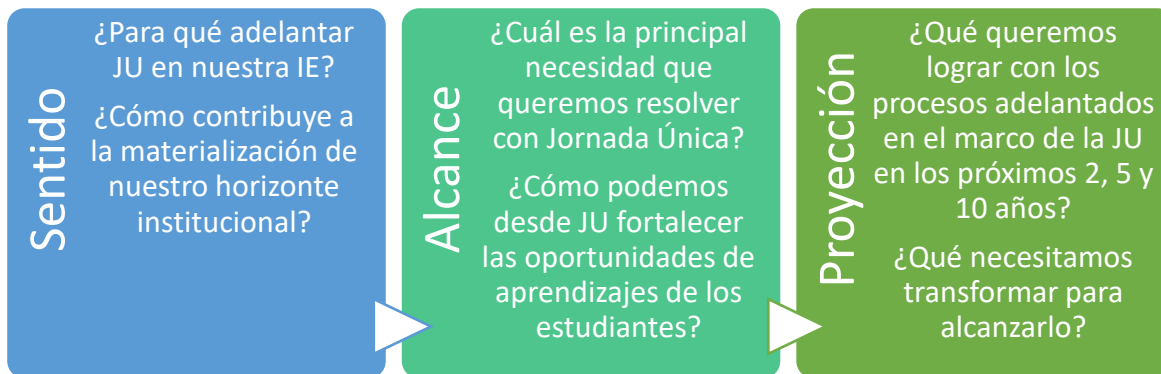 Sentido
¿Para qué adelantar
JU en nuestra IE?
¿Cómo contribuye a
la materialización de
nuestro horizonte
institucional?
Alcance
¿Cuál es la principal
necesidad que
queremos resolver
con Jornada Única?
¿Cómo podemos
desde JU fortalecer
las oportunidades de
aprendizajes de los
estudiantes?
Proyección
¿Qué queremos
lograr con los
procesos adelantados
en el marco de la JU
en los próximos 2, 5 y
10 años?
¿Qué necesitamos
transformar para
alcanzarlo?